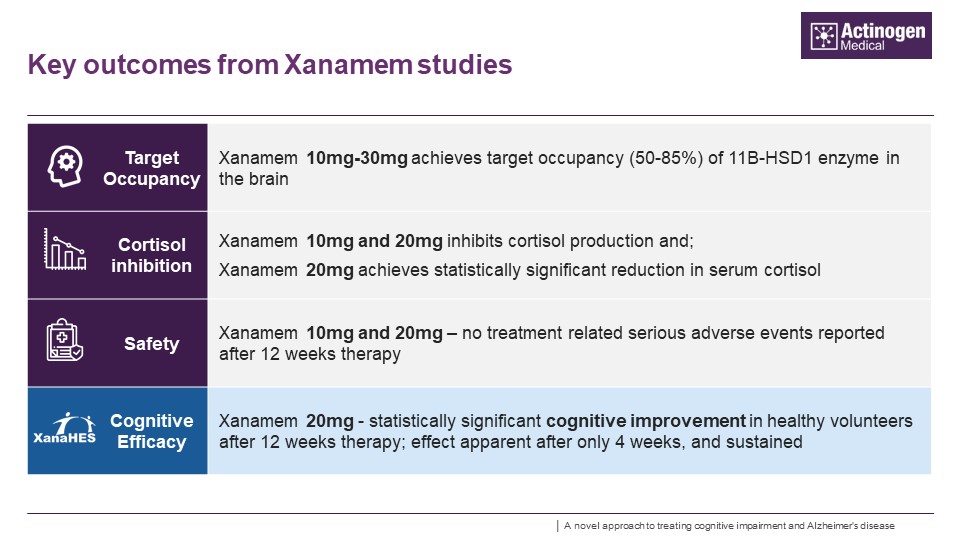 Actinogen
Medical
Key outcomes from Xanamem studies
Target
Occupancy
Xanamem 10mg-30mg achieves target occupancy (50-85%) of 11B-HSD1 enzyme in
the brain
Cortisol
inhibition
Xanamem 10mg and 20mg inhibits cortisol production and;
Xanamem 20mg achieves statistically significant reduction in serum cortisol
Safety
Xanamem 10mg and 20mg – no treatment related serious adverse events reported
after 12 weeks therapy
XanaHES
Cognitive
Efficacy
Xanamem 20mg - statistically significant cognitive improvement in healthy volunteers
after 12 weeks therapy; effect apparent after only 4 weeks, and sustained
| A novel approach to treating cognitive impairment and Alzheimer's disease